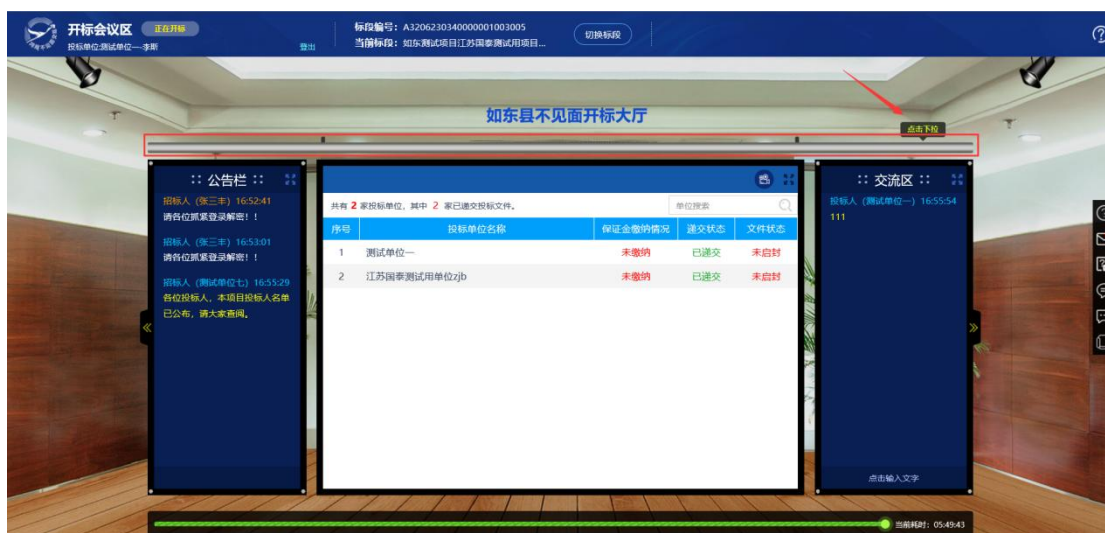 开标会议区 正在开标
投标单位:测试单位一-李斯 登出
标段编号：A3206230340000001003005
当前标段：如东测试项目江苏国泰测试用项目...
切换标段
如东县不见面开标大厅
点击下拉
:: 公告栏 ::
招标人（张三丰）16:52:41
请各位抓紧登录解密！！
招标人（张三丰）16:53:01
请各位抓紧登录解密！！
招标人（测试单位七）16:55:29
各位投标人，本项目投标人名单
已公布，请大家查阅。
共有 2 家投标单位，其中 2 家已递交投标文件。
单位搜索
序号 投标单位名称 保证金缴纳情况 递交状态 文件状态
1 测试单位一 未缴纳 已递交 未启封
2 江苏国泰测试用单位zjb 未缴纳 已递交 未启封
:: 交流区 ::
投标人（测试单位一）16:55:54
111
点击输入文字
当前耗时：05:49:43